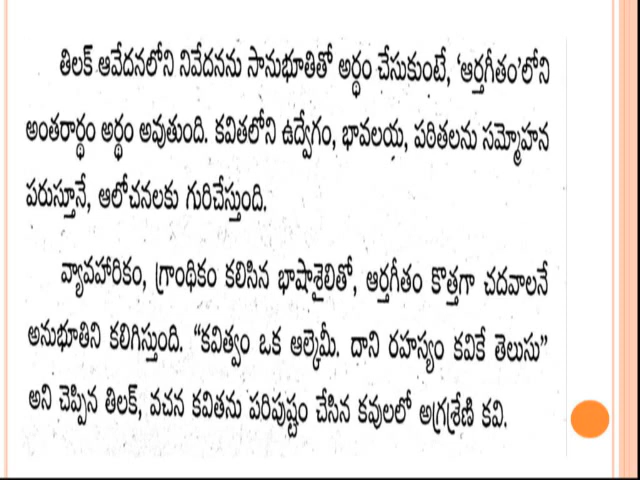 తిలక్ ఆవేదనలోని నివేదనను సానుభూతితో అర్థం చేసుకుంటే, ‘ఆర్తగీతం’లోని
అంతరార్థం అర్థం అవుతుంది. కవితలోని ఉద్వేగం, భావలయ, పఠితలను సమ్మోహన
పరుస్తూనే, ఆలోచనలకు గురిచేస్తుంది.
వ్యావహారికం, గ్రాంథికం కలిసిన భాషాశైలితో, ఆర్తగీతం కొత్తగా చదవాలనే
అనుభూతిని కలిగిస్తుంది. “కవిత్వం ఒక ఆల్కెమీ. దాని రహస్యం కవికే తెలుసు”
అని చెప్పిన తిలక్, వచన కవితను పరిపుష్టం చేసిన కవులలో అగ్రశ్రేణి కవి.